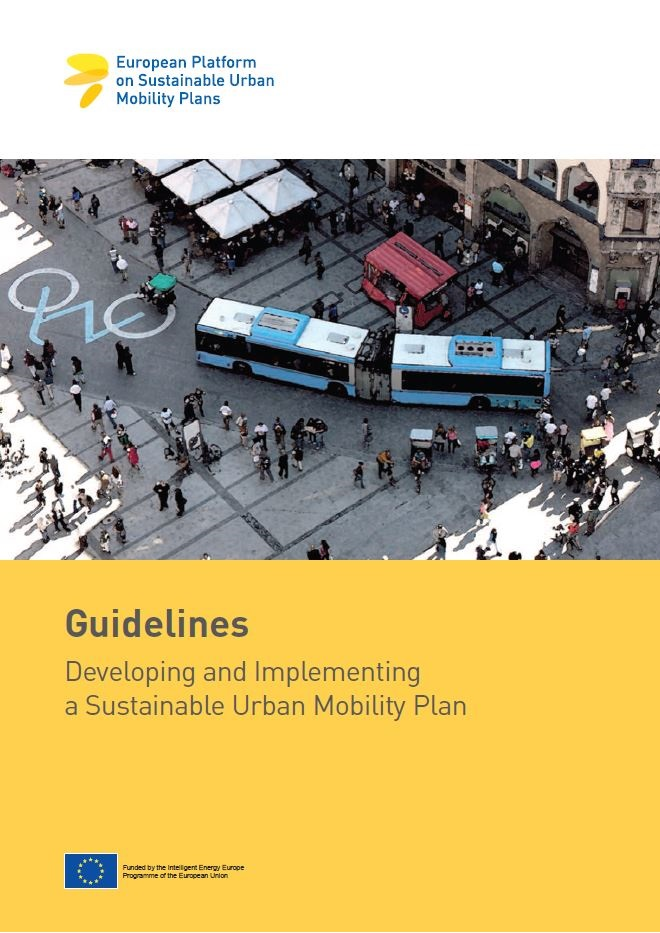 European Platform
on Sustainable Urban
Mobility Plans
Guidelines
Developing and Implementing
a Sustainable Urban Mobility Plan
Funded by the Intelligent Energy Europe
Programme of the European Union